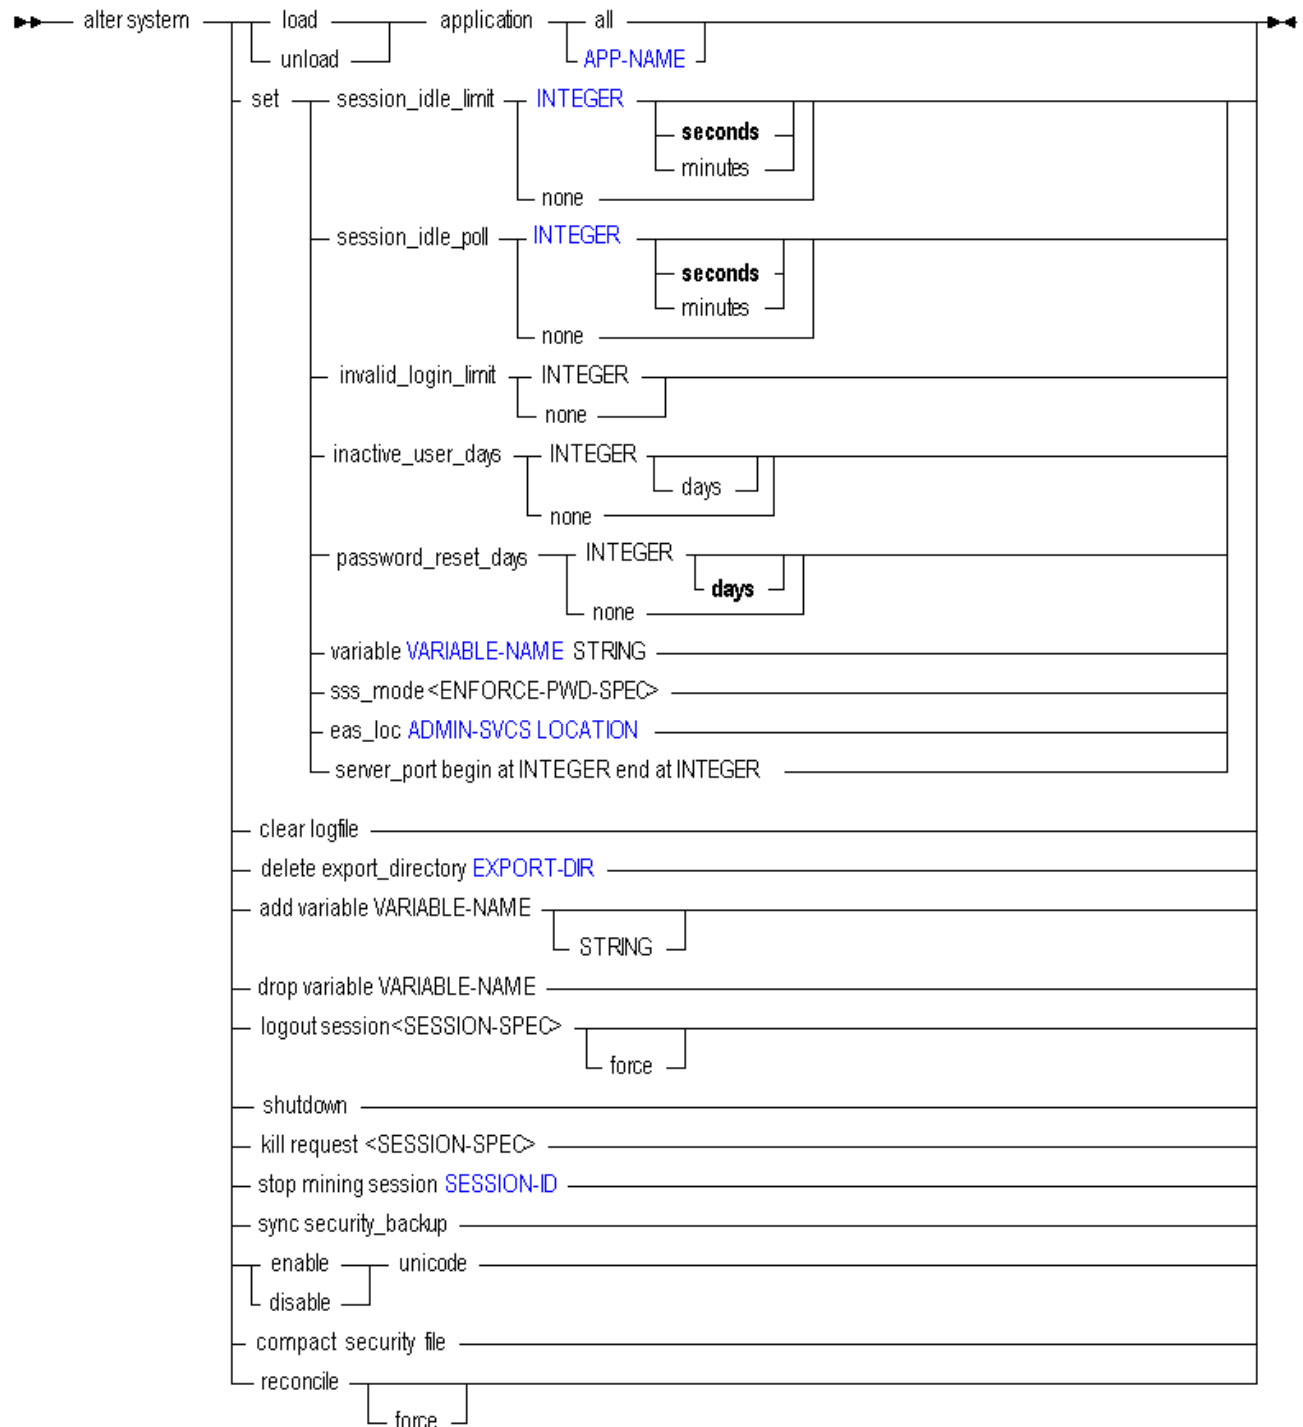 alter system load application all
unload APP-NAME
set session_idle_limit INTEGER
seconds
minutes
none
session_idle_poll INTEGER
seconds
minutes
none
invalid_login_limit INTEGER
none
inactive_user_days INTEGER
days
none
password_reset_days INTEGER
days
none
variable VARIABLE-NAME STRING
sss_mode<ENFORCE-PWD-SPEC>
eas_loc ADMIN-SVCS LOCATION
server_port begin at INTEGER end at INTEGER
clear logfile
delete export_directory EXPORT-DIR
add variable VARIABLE-NAME
STRING
drop variable VARIABLE-NAME
logout session<SESSION-SPEC>
force
shutdown
kill request <SESSION-SPEC>
stop mining session SESSION-ID
sync security_backup
enable unicode
disable
compact security file
reconcile
force